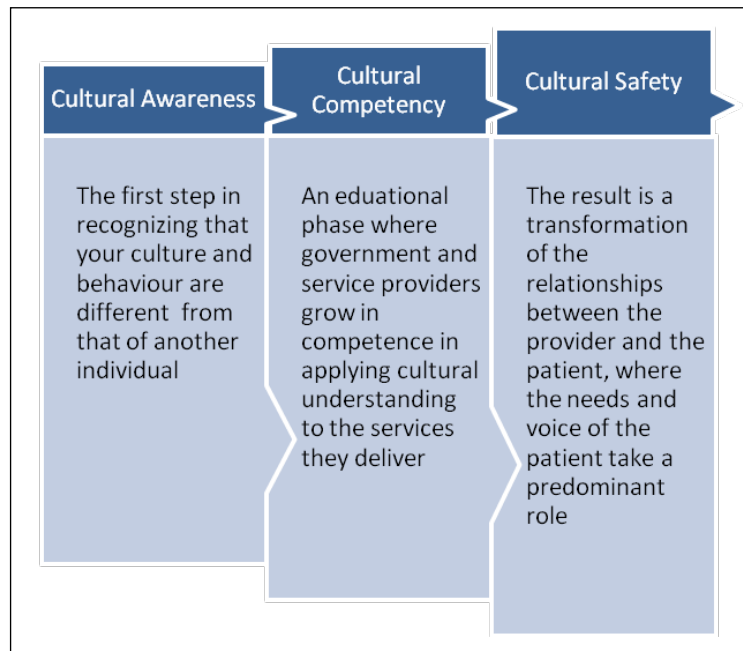 Cultural Awareness
The first step in
recognizing that
your culture and
behaviour are
different from
that of another
individual
Cultural
Competency
An eduational
phase where
government and
service providers
grow in
competence in
applying cultural
understanding
to the services
they deliver
Cultural Safety
The result is a
transformation
of the
relationships
between the
provider and the
patient, where
the needs and
voice of the
patient take a
predominant
role